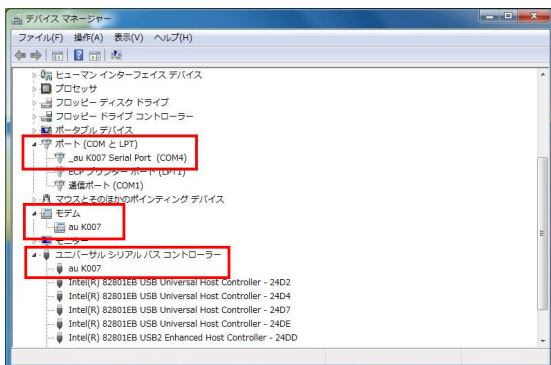 デバイス マネージャー
ファイル(F) 操作(A) 表示(V) ヘルプ(H)
ヒューマン インターフェイス デバイス
プロセッサ
フロッピー ディスク ドライブ
フロッピー ドライブ コントローラー
ポータブル デバイス
ポート (COM と LPT)
_au K007 Serial Port (COM4)
ECP プリンター ポート (LPT1)
通信ポート (COM1)
マウスとそのほかのポインティング デバイス
モデム
au K007
モニター
ユニバーサル シリアル バス コントローラー
au K007
Intel(R) 82801EB USB Universal Host Controller - 24D2
Intel(R) 82801EB USB Universal Host Controller - 24D4
Intel(R) 82801EB USB Universal Host Controller - 24D7
Intel(R) 82801EB USB Universal Host Controller - 24DE
Intel(R) 82801EB USB2 Enhanced Host Controller - 24DD